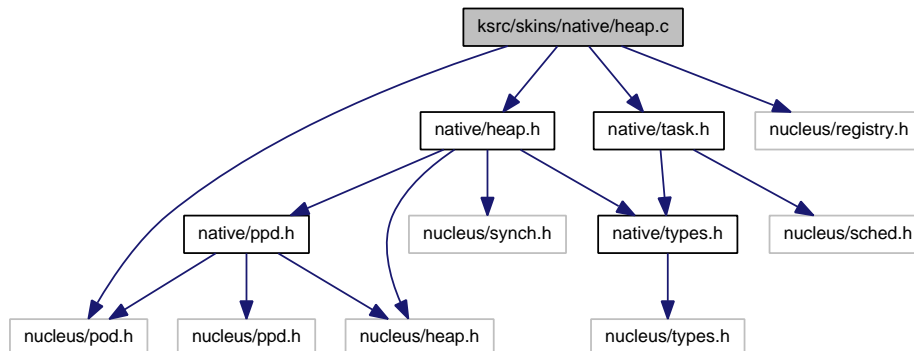 ksrc/skins/native/heap.c
native/heap.h
native/task.h
nucleus/registry.h
native/ppd.h
nucleus/synch.h
native/types.h
nucleus/sched.h
nucleus/pod.h
nucleus/ppd.h
nucleus/heap.h
nucleus/types.h